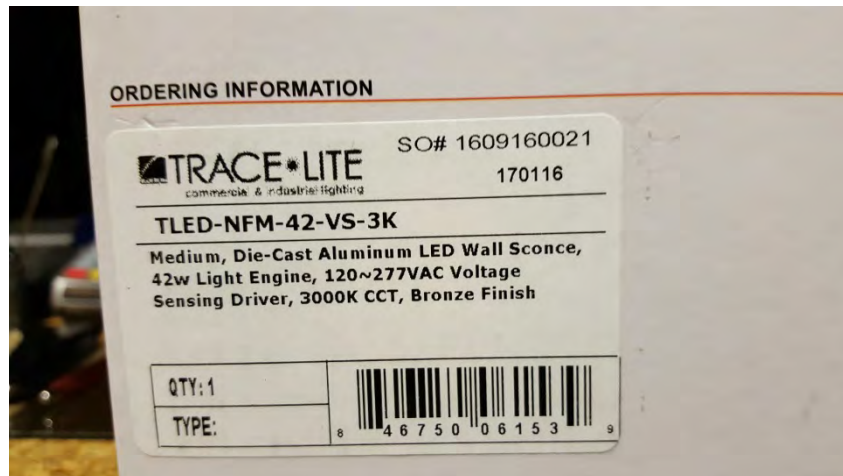 ORDERING INFORMATION
TRACE*LITE
commercial & industrial lighting
SO# 1609160021
170116
TLED-NFM-42-VS-3K
Medium, Die-Cast Aluminum LED Wall Sconce,
42w Light Engine, 120~277VAC Voltage
Sensing Driver, 3000K CCT, Bronze Finish
QTY: 1
TYPE:
8 46750 06153 9